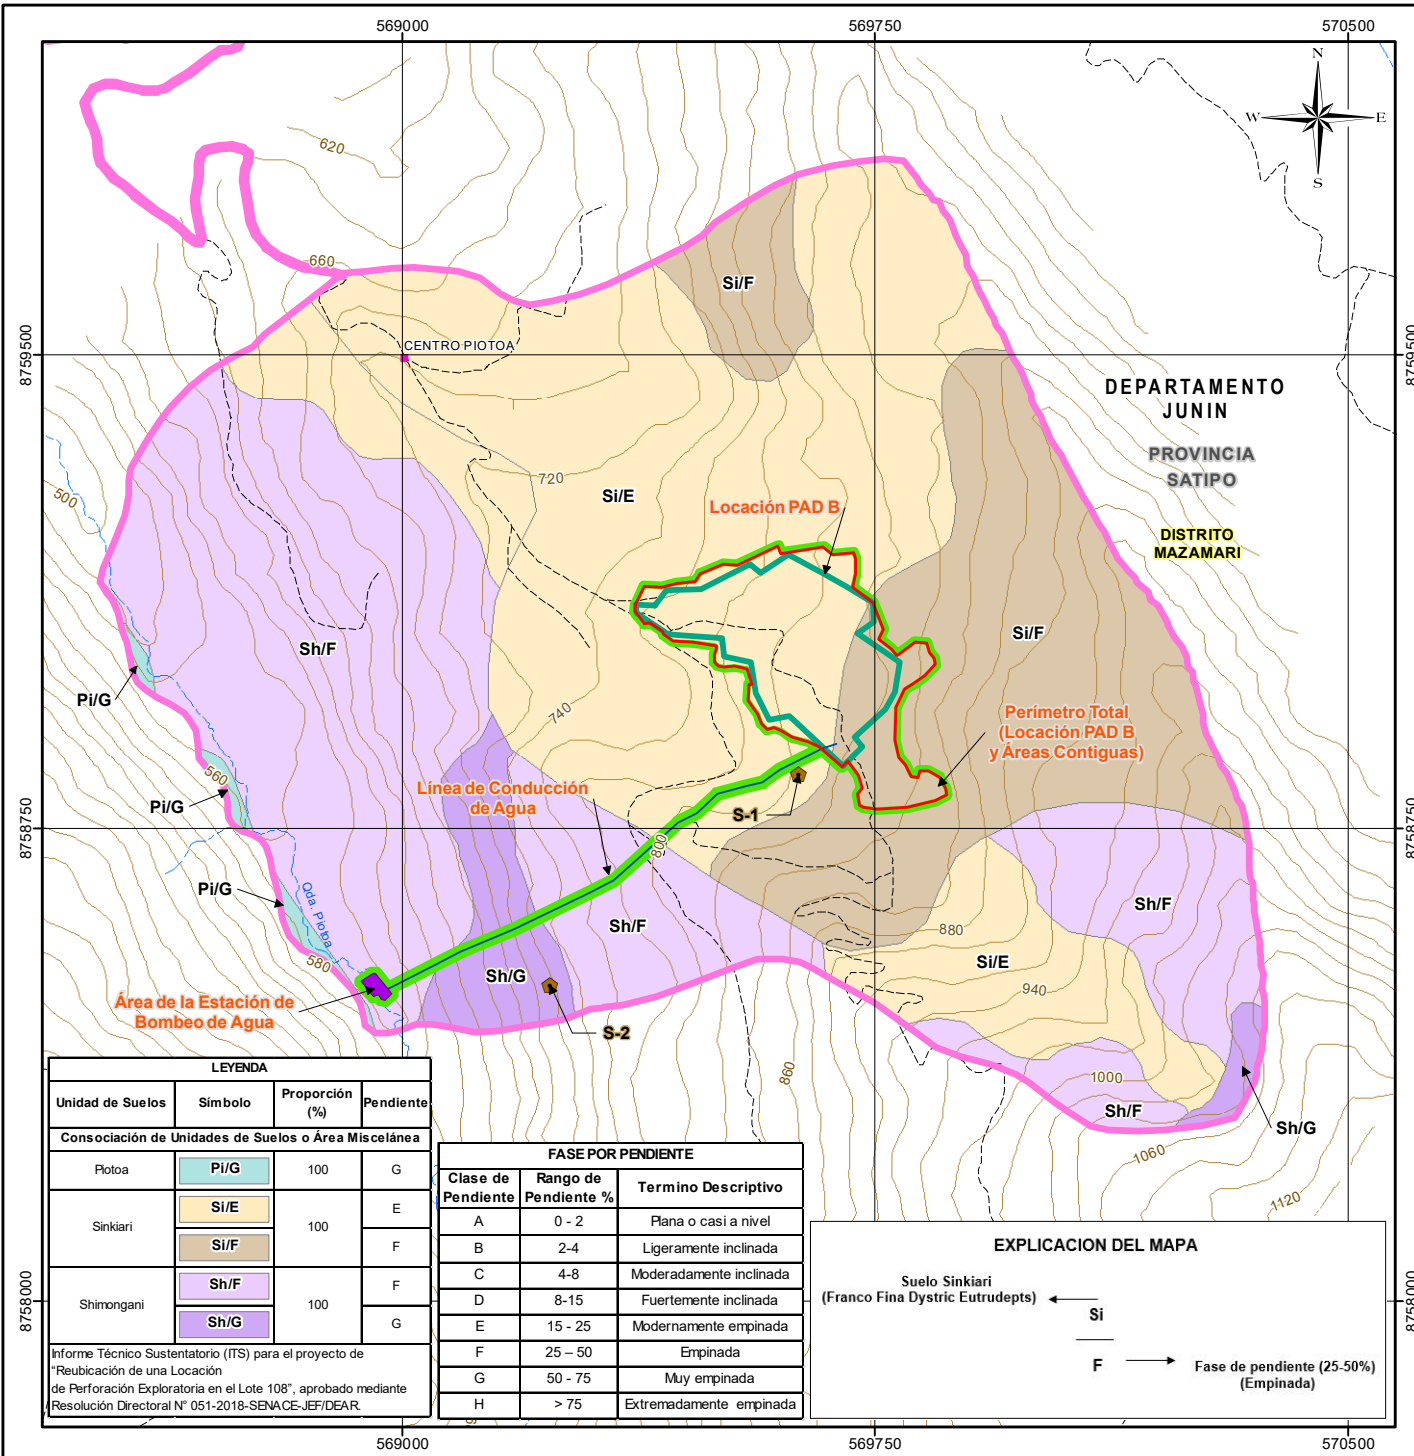 569000
569750
570500
N
W
E
S
620
660
CENTRO PIOTOA
Si/F
8759500
8759500
DEPARTAMENTO
JUNIN
PROVINCIA
SATIPO
DISTRITO
MAZAMARI
500
720
Si/E
Locación PAD B
Sh/F
Si/F
Pi/G
740
Perímetro Total
(Locación PAD B
y Áreas Contiguas)
560
Pi/G
Línea de Conducción
de Agua
S-1
8758750
8758750
800
Pi/G
Qda. Piotoa
Sh/F
Sh/F
880
580
Sh/G
Si/E
940
Área de la Estación de
Bombeo de Agua
S-2
860
1000
Sh/F
Sh/G
1060
1120
LEYENDA
Unidad de Suelos
Símbolo
Proporción
(%)
Pendiente
Consociación de Unidades de Suelos o Área Miscelánea
Piotoa
Pi/G
100
G
Sinkiari
Si/E
100
E
Si/F
F
Shimongani
Sh/F
100
F
Sh/G
G
Informe Técnico Sustentatorio (ITS) para el proyecto de
"Reubicación de una Locación
de Perforación Exploratoria en el Lote 108", aprobado mediante
Resolución Directoral N° 051-2018-SENACE-JEF/DEAR.
FASE POR PENDIENTE
Clase de
Pendiente
Rango de
Pendiente %
Termino Descriptivo
A 0 - 2 Plana o casi a nivel
B 2-4 Ligeramente inclinada
C 4-8 Moderadamente inclinada
D 8-15 Fuertemente inclinada
E 15 - 25 Modernamente empinada
F 25 – 50 Empinada
G 50 - 75 Muy empinada
H > 75 Extremadamente empinada
EXPLICACION DEL MAPA
Suelo Sinkiari
(Franco Fina Dystric Eutrudepts)
Si
F
Fase de pendiente (25-50%)
(Empinada)
8758000
8758000
569000
569750
570500